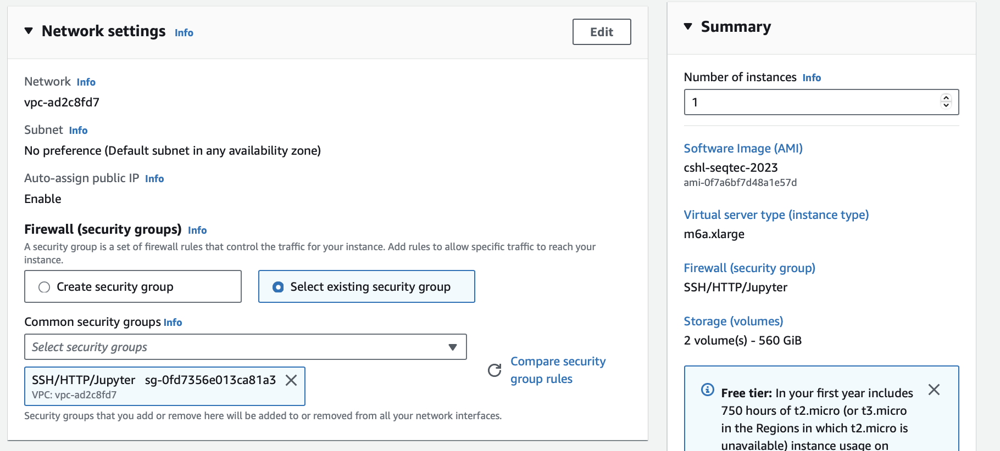 Network settings Info
Edit
Network Info
vpc-ad2c8fd7
Subnet Info
No preference (Default subnet in any availability zone)
Auto-assign public IP Info
Enable
Firewall (security groups) Info
A security group is a set of firewall rules that control the traffic for your instance. Add rules to allow specific traffic to reach your
instance.
Create security group
Select existing security group
Common security groups Info
Select security groups
SSH/HTTP/Jupyter sg-0fd7356e013ca81a3
VPC: vpc-ad2c8fd7
Compare security
group rules
Security groups that you add or remove here will be added to or removed from all your network interfaces.
Summary
Number of instances Info
1
Software Image (AMI)
cshl-seqtec-2023
ami-0f7a6bf7d48a1e57d
Virtual server type (instance type)
m6a.xlarge
Firewall (security group)
SSH/HTTP/Jupyter
Storage (volumes)
2 volume(s) - 560 GiB
Free tier: In your first year includes
750 hours of t2.micro (or t3.micro
in the Regions in which t2.micro is
unavailable) instance usage on